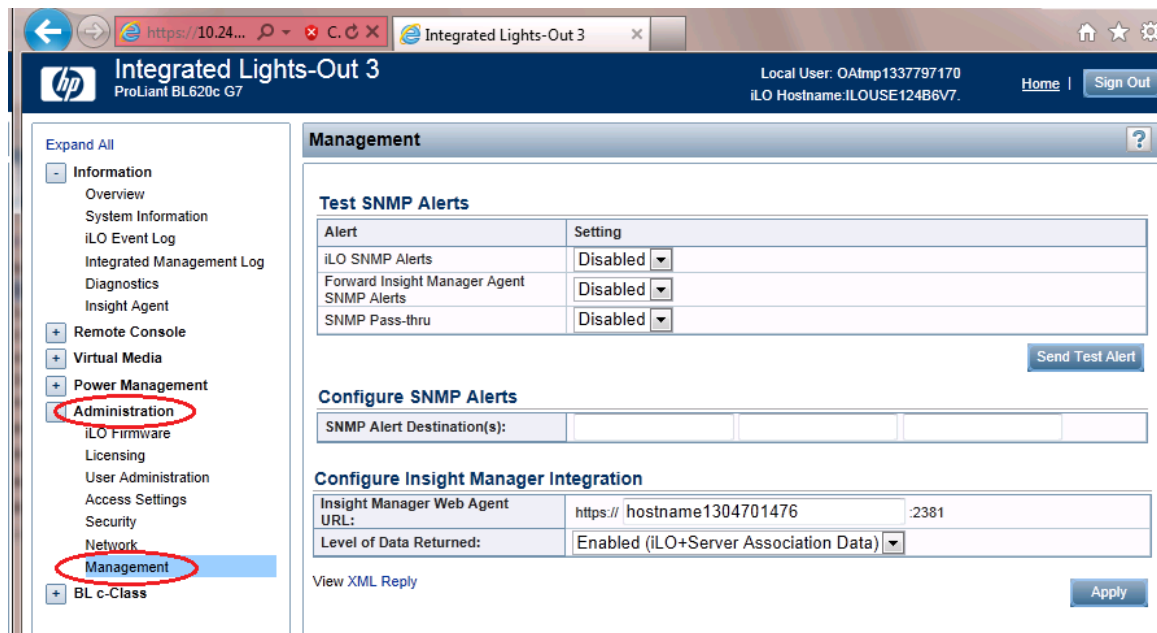 https://10.24...
C.
Integrated Lights-Out 3
hp
Integrated Lights-Out 3
ProLiant BL620c G7
Local User: OAtmp1337797170
iLO Hostname:ILOUSE124B6V7.
Home |
Sign Out
Expand All
- Information
Overview
System Information
iLO Event Log
Integrated Management Log
Diagnostics
Insight Agent
+ Remote Console
+ Virtual Media
+ Power Management
Administration
iLO Firmware
Licensing
User Administration
Access Settings
Security
Network
Management
+ BL c-Class
Management
?
Test SNMP Alerts
Alert Setting
iLO SNMP Alerts Disabled
Forward Insight Manager Agent
SNMP Alerts Disabled
SNMP Pass-thru Disabled
Send Test Alert
Configure SNMP Alerts
SNMP Alert Destination(s):
Configure Insight Manager Integration
Insight Manager Web Agent
URL: https:// hostname1304701476 :2381
Level of Data Returned: Enabled (iLO+Server Association Data)
View XML Reply
Apply